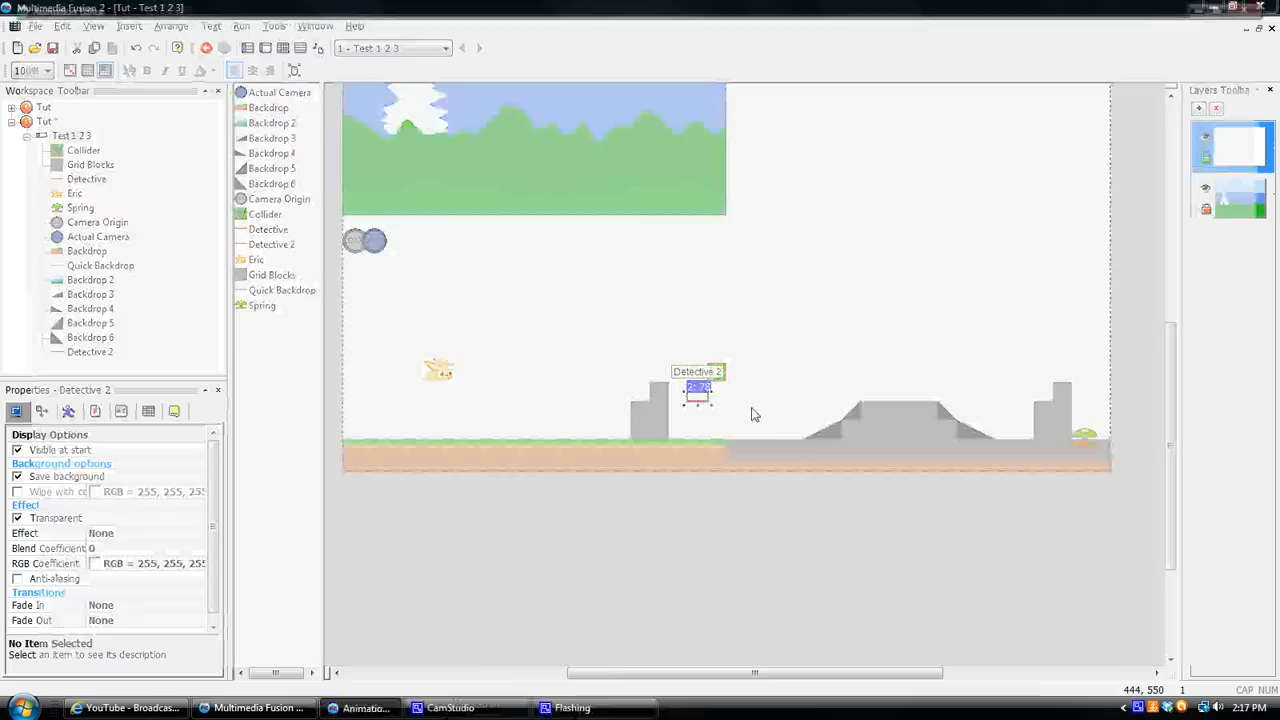 Multimedia Fusion 2 - [Tut - Test 1 2 3]
File Edit View Insert Arrange Text Run Tools Window Help
1 - Test 1 2 3
100%
B I U A
Workspace Toolbar
Tut
Tut *
Test 1 2 3
Collider
Grid Blocks
Detective
Eric
Spring
Camera Origin
Actual Camera
Backdrop
Quick Backdrop
Backdrop 2
Backdrop 3
Backdrop 4
Backdrop 5
Backdrop 6
Detective 2
Properties - Detective 2
Display Options
Visible at start
Background options
Save background
Wipe with co RGB = 255, 255, 255
Effect
Transparent
Effect None
Blend Coefficient 0
RGB Coefficient RGB = 255, 255, 255
Anti-aliasing
Transitions
Fade In None
Fade Out None
No Item Selected
Select an item to see its description
Actual Camera
Backdrop
Backdrop 2
Backdrop 3
Backdrop 4
Backdrop 5
Backdrop 6
Camera Origin
Collider
Detective
Detective 2
Eric
Grid Blocks
Quick Backdrop
Spring
Detective 2
Layers Toolba
444, 550 1 CAP NUM
YouTube - Broadcas...
Multimedia Fusion ...
Animatio...
CamStudio
Flashing
2:17 PM